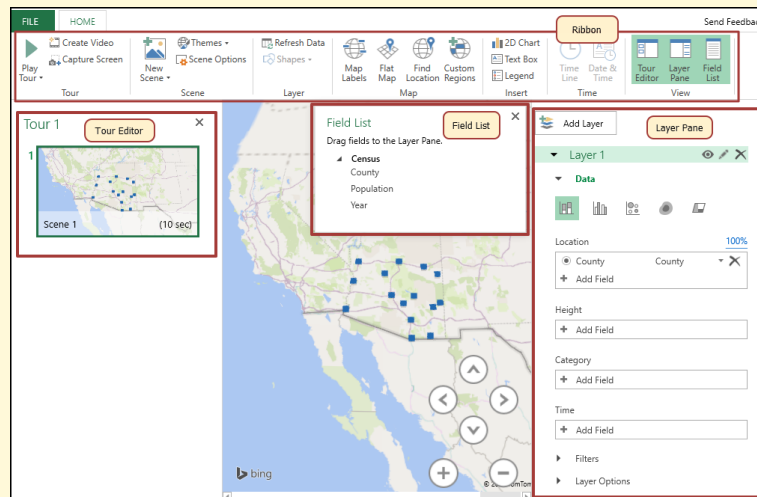 FILE HOME Send Feedback
Ribbon
Play Tour
Create Video
Capture Screen
Tour
New Scene
Themes
Scene Options
Scene
Refresh Data
Shapes
Layer
Map Labels
Flat Map
Find Location
Custom Regions
Map
2D Chart
Text Box
Legend
Insert
Time Line
Date & Time
Time
Tour Editor
Layer Pane
Field List
View
Tour 1
Tour Editor
1
Scene 1 (10 sec)
Field List
Field List
Drag fields to the Layer Pane.
Census
County
Population
Year
bing
Add Layer
Layer Pane
Layer 1
Data
Location 100%
County County
Add Field
Height
Add Field
Category
Add Field
Time
Add Field
Filters
Layer Options